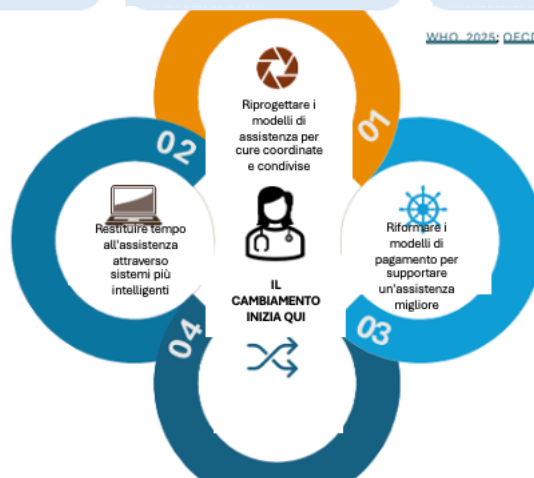 WHO, 2025; OECD
01
Riprogettare i
modelli di
assistenza per
cure coordinate
e condivise
02
Restituire tempo
all'assistenza
attraverso
sistemi più
intelligenti
Riformare i
modelli di
pagamento per
supportare
un'assistenza
migliore
03
IL
CAMBIAMENTO
INIZIA QUI
04